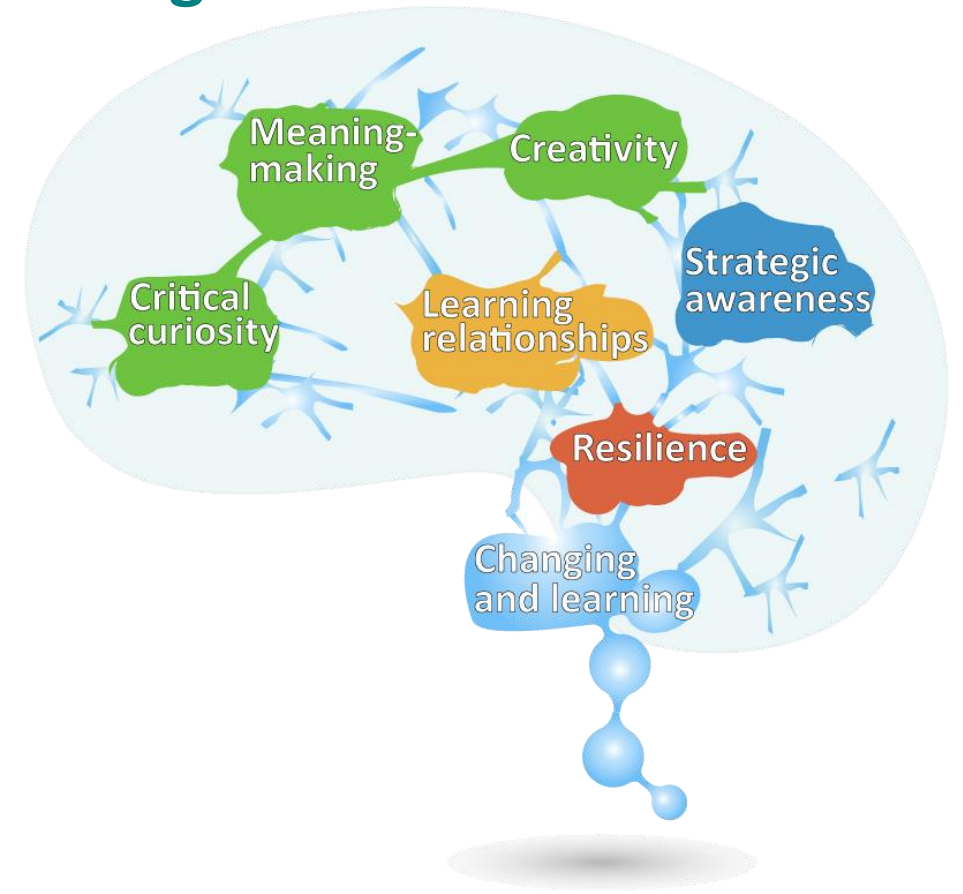 Meaning-
making
Creativity
Strategic
awareness
Critical
curiosity
Learning
relationships
Resilience
Changing
and learning